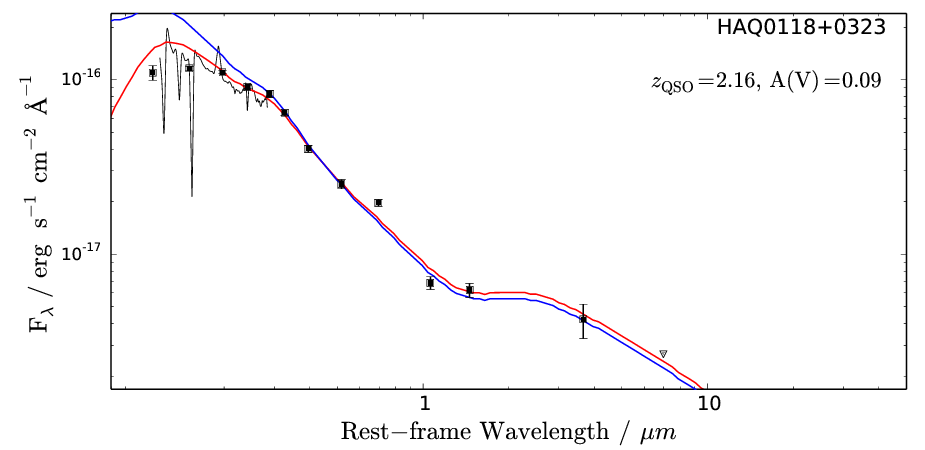 HAQ0118+0323
z_QSO=2.16, A(V)=0.09
10^-16
10^-17
F_λ / erg s^−1 cm^−2 Å^−1
1 10
Rest−frame Wavelength / μm